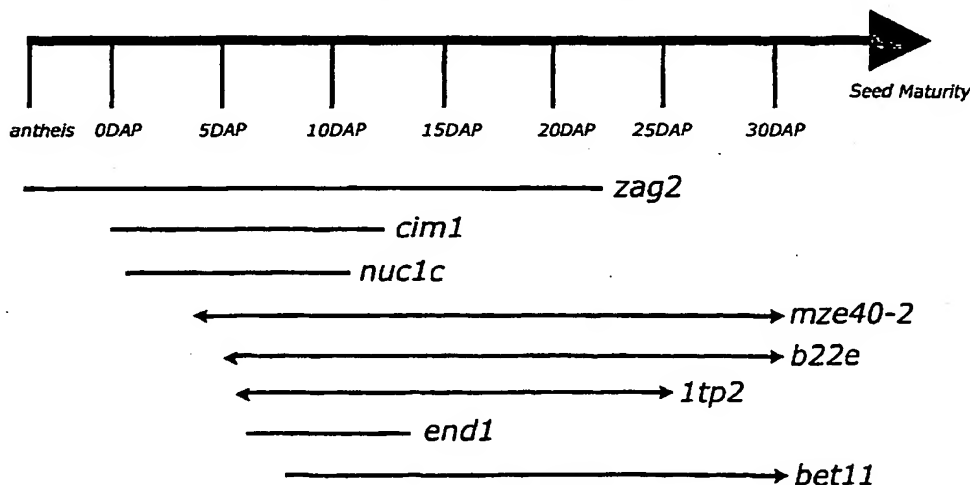 Seed Maturity
antheis 0DAP 5DAP 10DAP 15DAP 20DAP 25DAP 30DAP
zag2
cim1
nuc1c
mze40-2
b22e
1tp2
end1
bet11